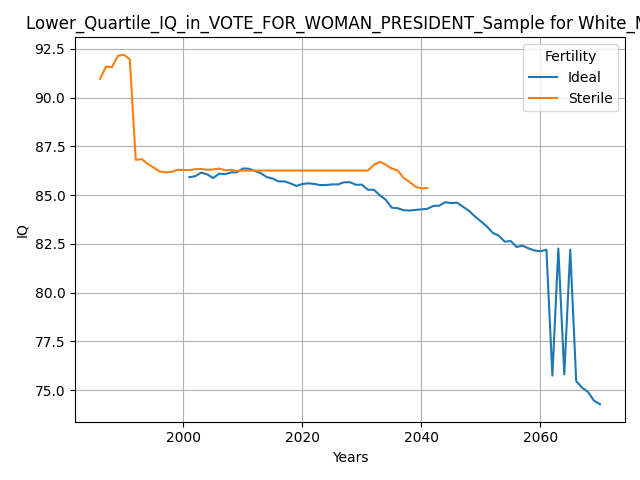 Lower_Quartile_IQ_in_VOTE_FOR_WOMAN_PRESIDENT_Sample for White_M
Fertility
Ideal
Sterile
92.5
90.0
87.5
85.0
82.5
80.0
77.5
75.0
IQ
2000
2020
2040
2060
Years